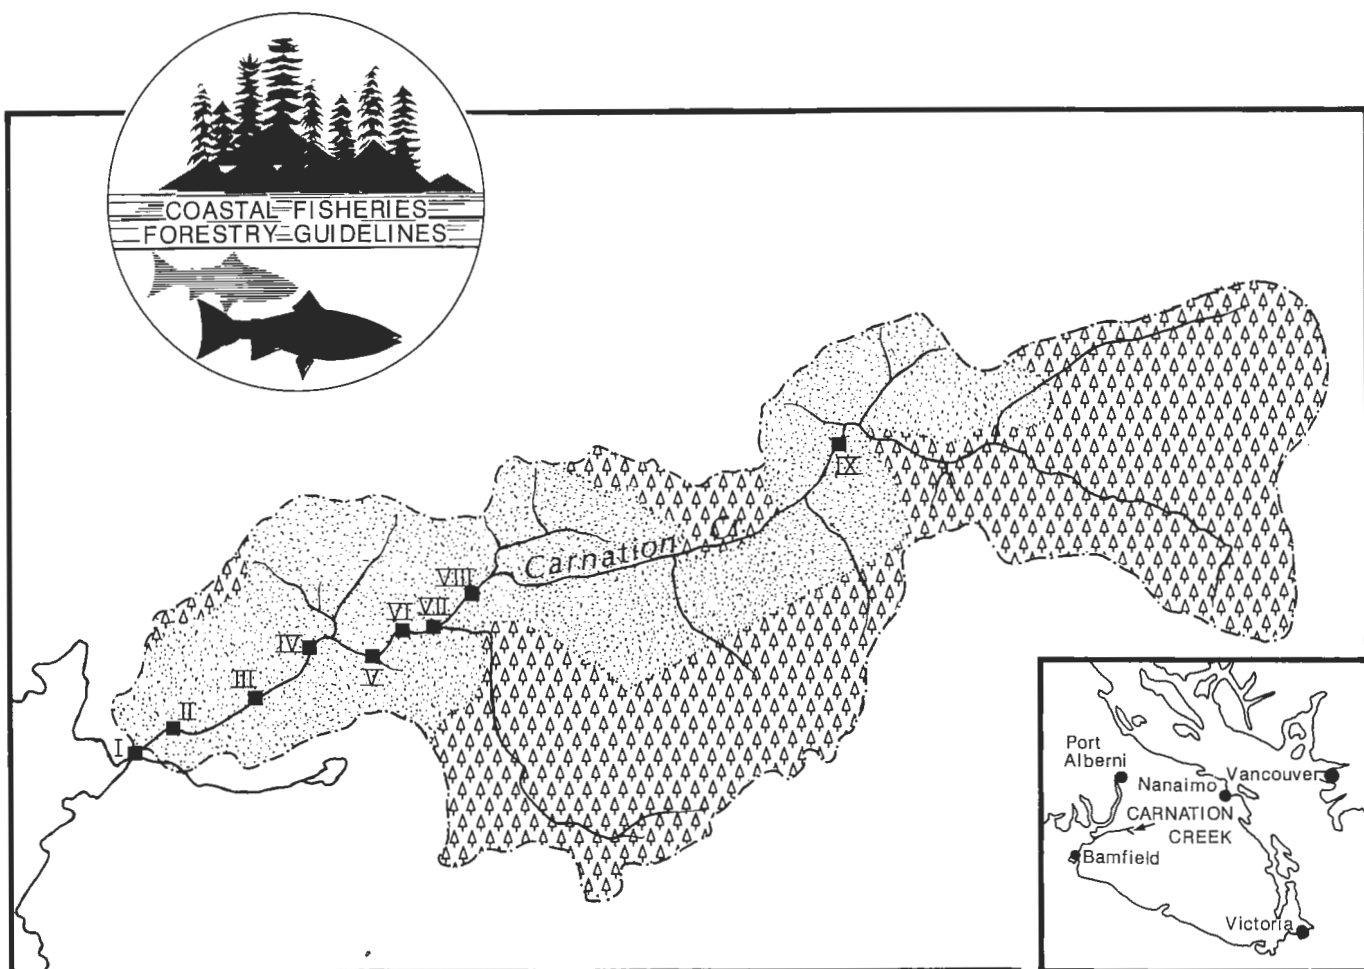 COASTAL FISHERIES
FORESTRY GUIDELINES
IX
Carnation Cr.
VIII
VII
VI
IV
V
III
II
I
Port
Alberni
Nanaimo
Vancouver
CARNATION
CREEK
Bamfield
Victoria